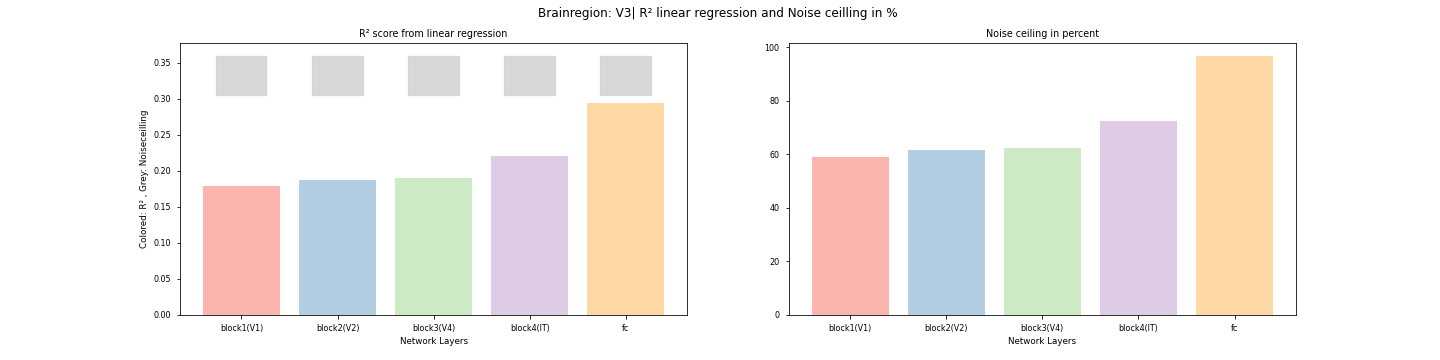 Brainregion: V3| R² linear regression and Noise ceilling in %
R² score from linear regression
Colored: R² , Grey: Noiseceilling
0.35
0.30
0.25
0.20
0.15
0.10
0.05
0.00
block1(V1) block2(V2) block3(V4) block4(IT) fc
Network Layers
Noise ceiling in percent
100
80
60
40
20
0
block1(V1) block2(V2) block3(V4) block4(IT) fc
Network Layers